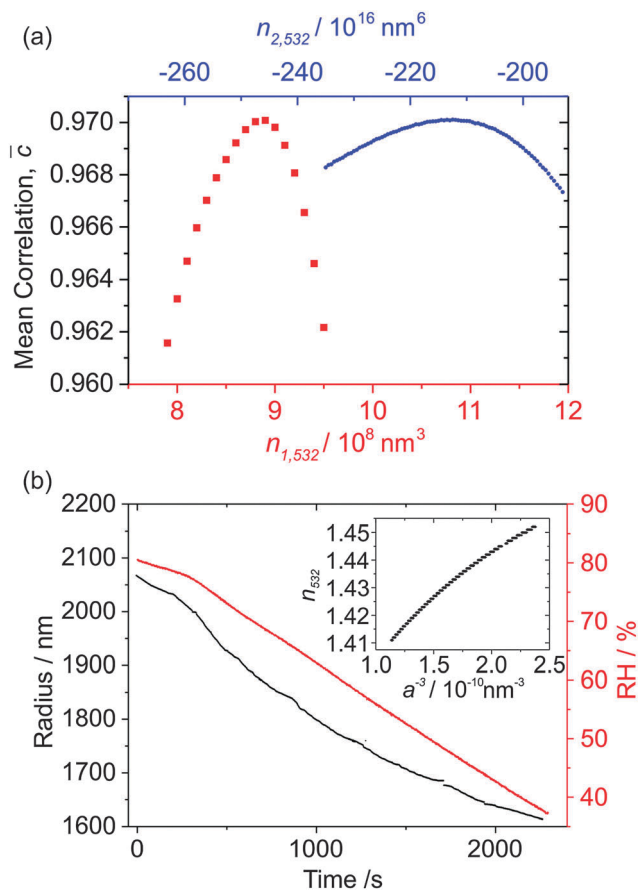 (a)
n2,532 / 10^16 nm^6
-260 -240 -220 -200
0.970
0.968
0.966
0.964
0.962
0.960
Mean Correlation, c̅
8 9 10 11 12
n1,532 / 10^8 nm^3
(b)
2200
2100
2000
1900
1800
1700
1600
Radius / nm
90
80
70
60
50
40
RH / %
1.45
1.44
1.43
1.42
1.41
n532
1.0 1.5 2.0 2.5
a^-3 / 10^-10 nm^-3
0 1000 2000
Time /s